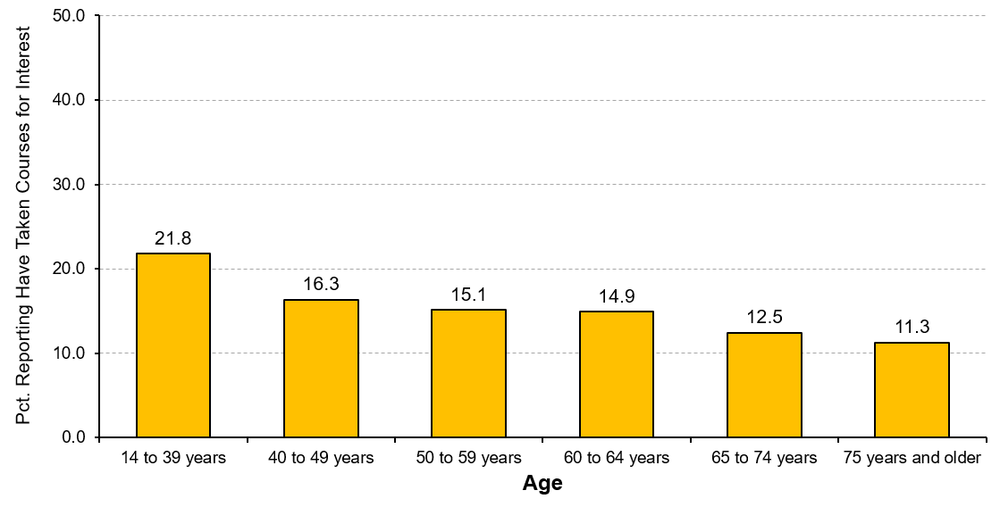 Pct. Reporting Have Taken Courses for Interest
50.0
40.0
30.0
20.0
10.0
0.0
21.8
16.3
15.1
14.9
12.5
11.3
14 to 39 years
40 to 49 years
50 to 59 years
60 to 64 years
65 to 74 years
75 years and older
Age